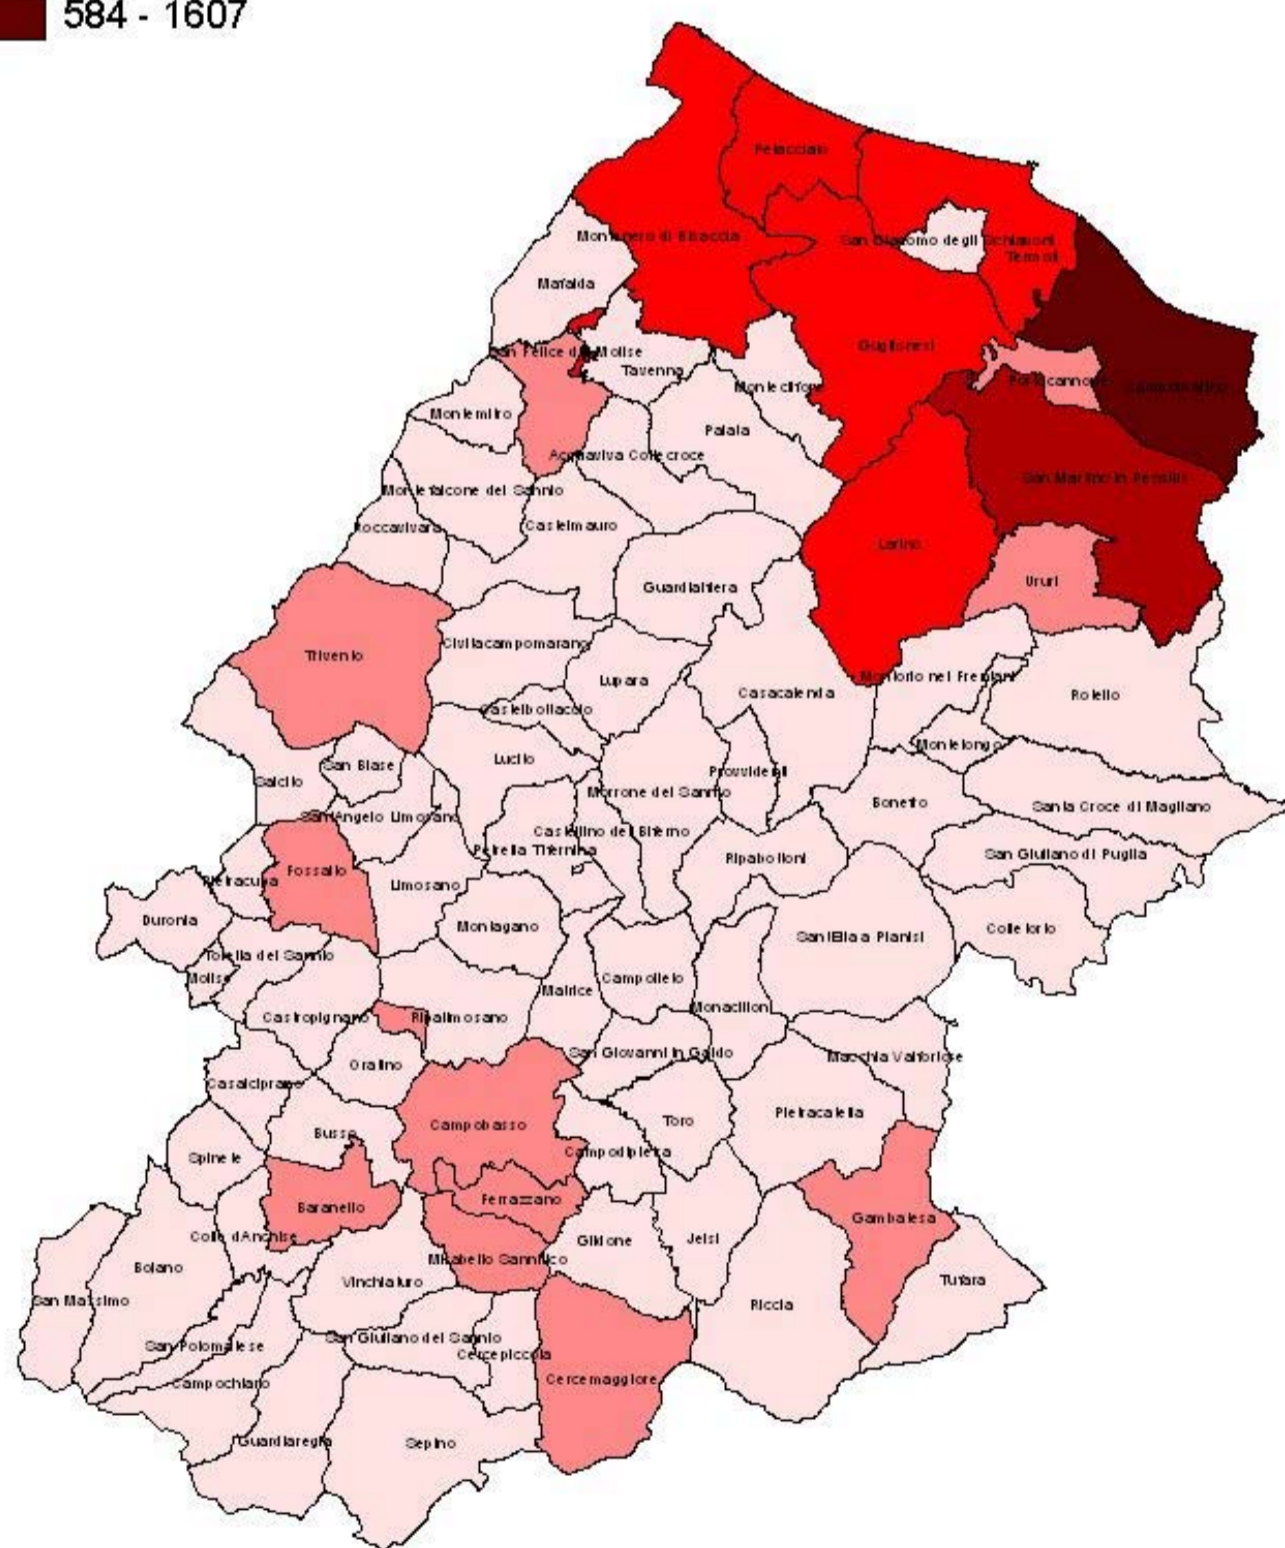 584 - 1607
Petacciato
Montenero di Bisaccia
San Giacomo degli Schiavoni
Termoli
Mafalda
San Felice del Molise
Guglionesi
Tavenna
Portocannone
Campomarino
Montecilfone
Montemitro
Palata
Acquaviva Collecroce
San Martino in Pensilis
Montefalcone del Sannio
Roccavivara
Castelmauro
Larino
Ururi
Guardialfiera
Civitacampomarano
Trivento
Lupara
Montorio nei Frentani
Casacalenda
Rotello
Castelbottaccio
Montelongo
Lucito
San Biase
Provvidenti
Salcito
Morrone del Sannio
Bonefro
Santa Croce di Magliano
Sant'Angelo Limosano
Castellino del Biferno
Petrella Tifernina
San Giuliano di Puglia
Ripabottoni
Fossalto
Pietracupa
Limosano
Duronia
Montagano
Colletorto
Sant'Elia a Pianisi
Torella del Sannio
Molise
Campolieto
Matrice
Monacilioni
Castropignano
Ripalimosano
San Giovanni in Galdo
Macchia Valfortore
Oratino
Casalciprano
Pietracatella
Toro
Campobasso
Busso
Campodipietra
Spinete
Ferrazzano
Baranello
Gambatesa
Colle d'Anchise
Jelsi
Gildone
Mirabello Sannitico
Bojano
Vinchiaturo
Tufara
San Massimo
Riccia
San Giuliano del Sannio
San Polomatese
Cercepiccola
Cercemaggiore
Campochiaro
Guardiaregia
Sepino